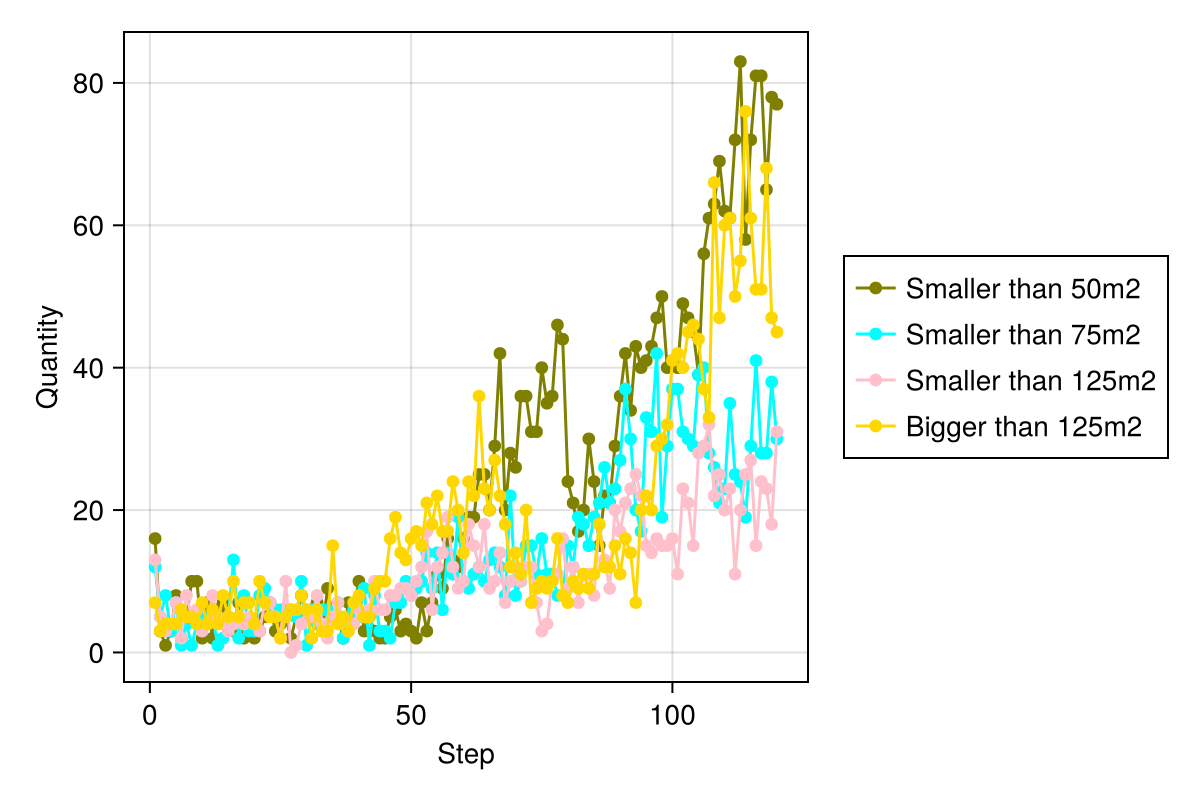 80
60
40
20
0
Quantity
0 50 100
Step
Smaller than 50m2
Smaller than 75m2
Smaller than 125m2
Bigger than 125m2